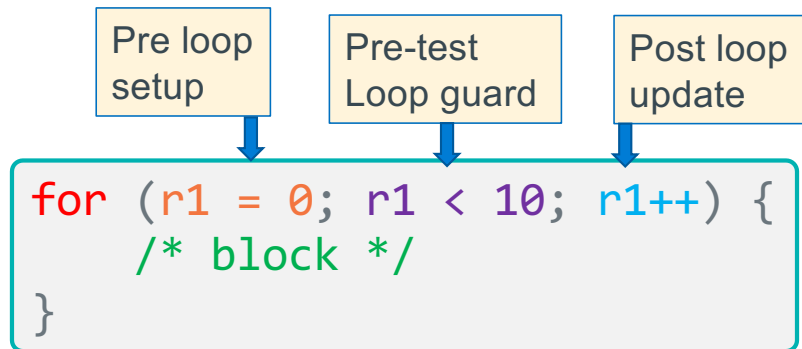 Pre loop
setup
Pre-test
Loop guard
Post loop
update
for (r1 = 0; r1 < 10; r1++) {
    /* block */
}